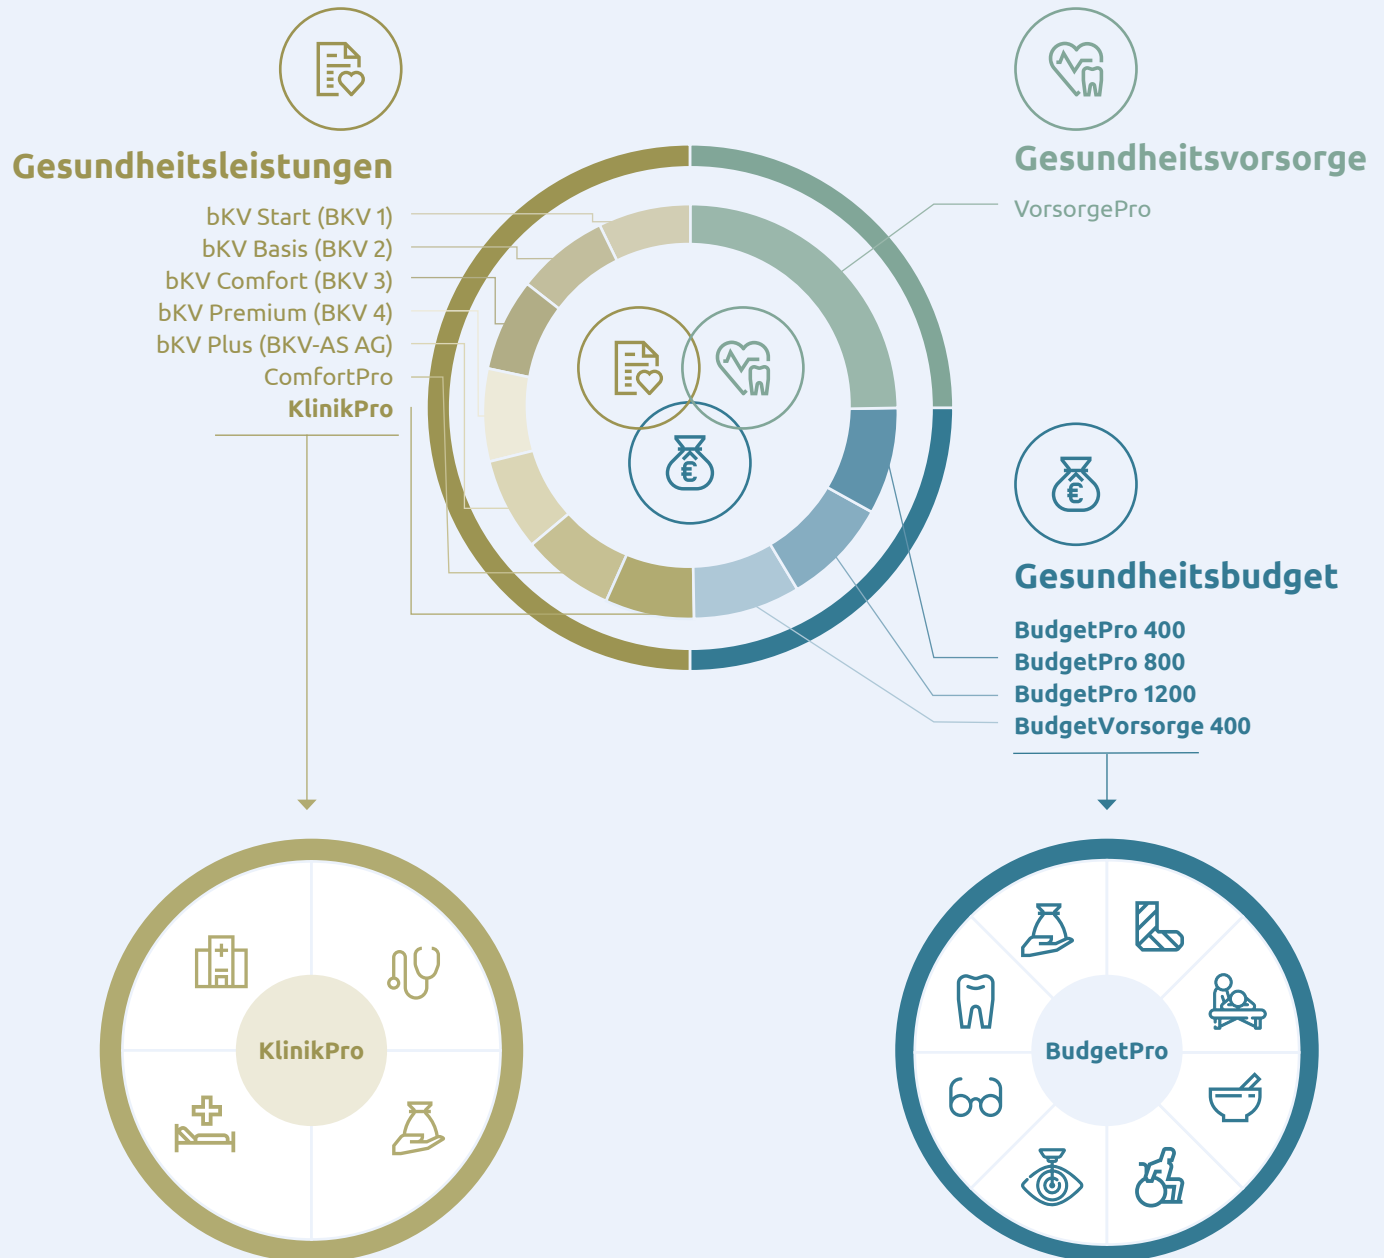 Gesundheitsleistungen
bKV Start (BKV 1)
bKV Basis (BKV 2)
bKV Comfort (BKV 3)
bKV Premium (BKV 4)
bKV Plus (BKV-AS AG)
ComfortPro
KlinikPro
Gesundheitsvorsorge
VorsorgePro
€
€
Gesundheitsbudget
BudgetPro 400
BudgetPro 800
BudgetPro 1200
BudgetVorsorge 400
KlinikPro
BudgetPro